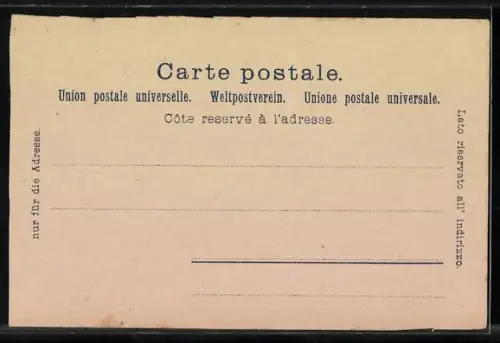 Carte postale.
Union postale universelle. Weltpostverein. Unione postale universale.
Côte reservé à l'adresse.
nur für die Adresse.
Lato riservato all' indirizzo.